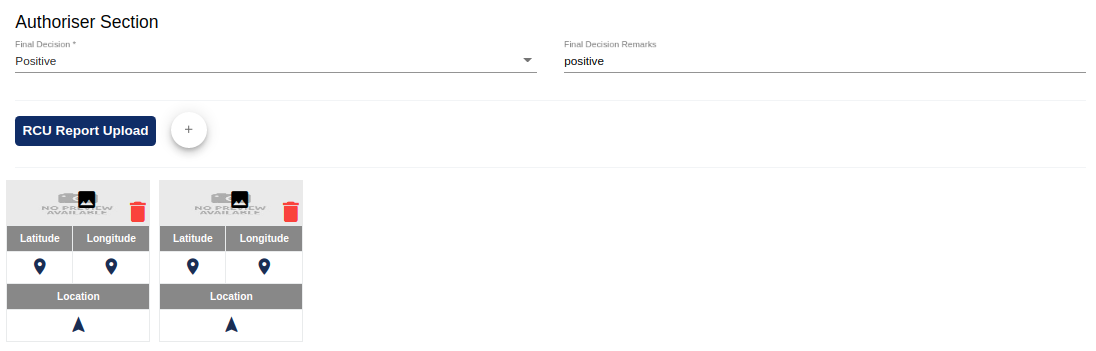 Authoriser Section
Final Decision * Final Decision Remarks
Positive positive
RCU Report Upload +
NO PREVIEW NO PREVIEW
AVAILABLE AVAILABLE
Latitude Longitude Latitude Longitude
Location Location